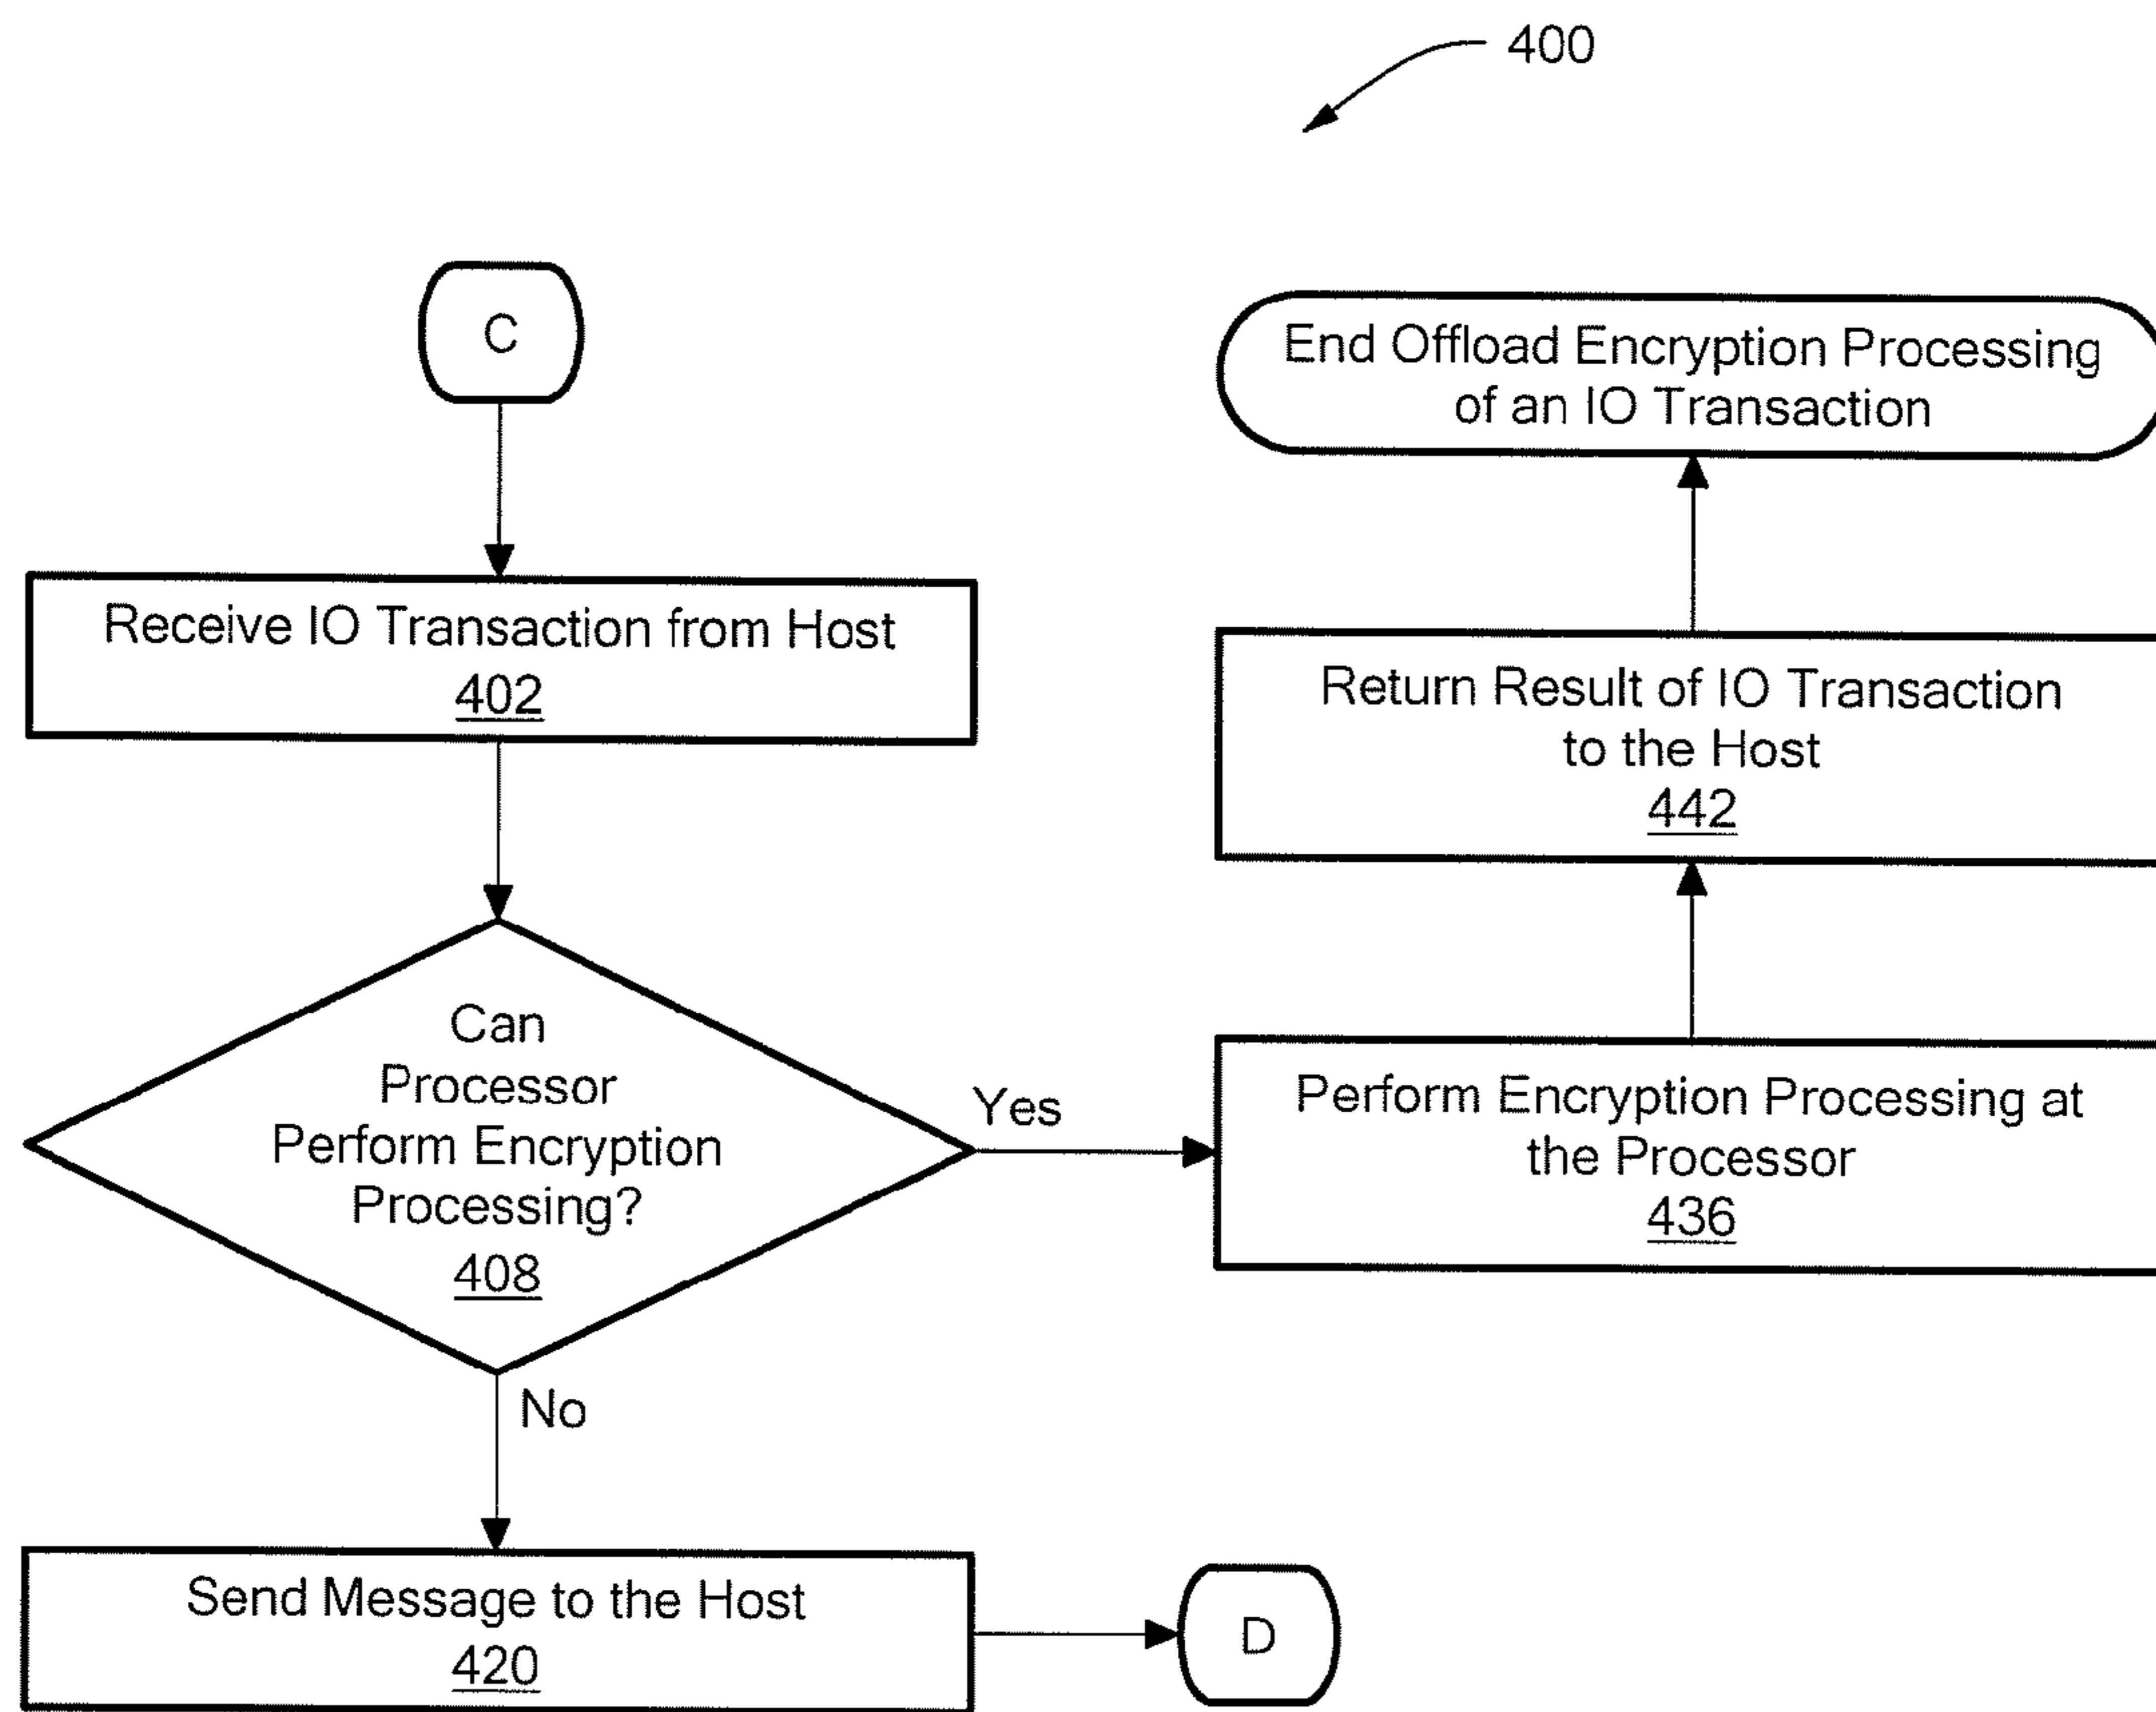 400
C
Receive IO Transaction from Host
402
Can
Processor
Perform Encryption
Processing?
408
Yes
No
Send Message to the Host
420
D
End Offload Encryption Processing
of an IO Transaction
Return Result of IO Transaction
to the Host
442
Perform Encryption Processing at
the Processor
436